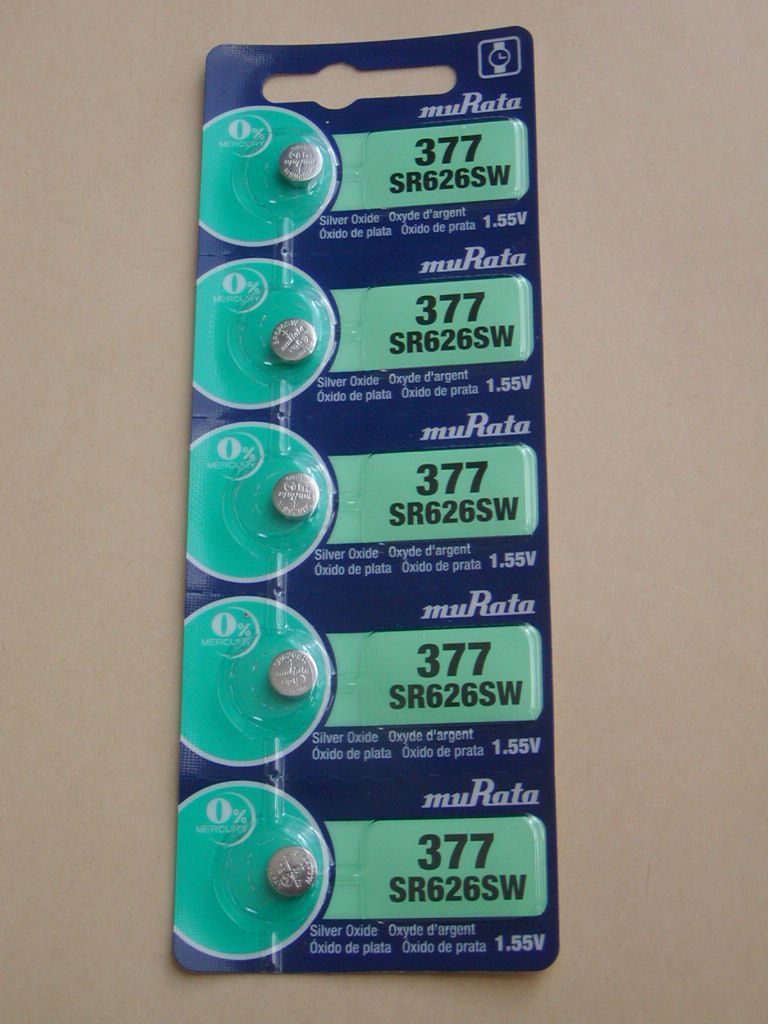 muRata
0%
MERCURY
377
SR626SW
Silver Oxide Oxyde d'argent
Óxido de plata Óxido de prata 1.55V
muRata
0%
MERCURY
377
SR626SW
Silver Oxide Oxyde d'argent
Óxido de plata Óxido de prata 1.55V
muRata
0%
MERCURY
377
SR626SW
Silver Oxide Oxyde d'argent
Óxido de plata Óxido de prata 1.55V
muRata
0%
MERCURY
377
SR626SW
Silver Oxide Oxyde d'argent
Óxido de plata Óxido de prata 1.55V
muRata
0%
MERCURY
377
SR626SW
Silver Oxide Oxyde d'argent
Óxido de plata Óxido de prata 1.55V